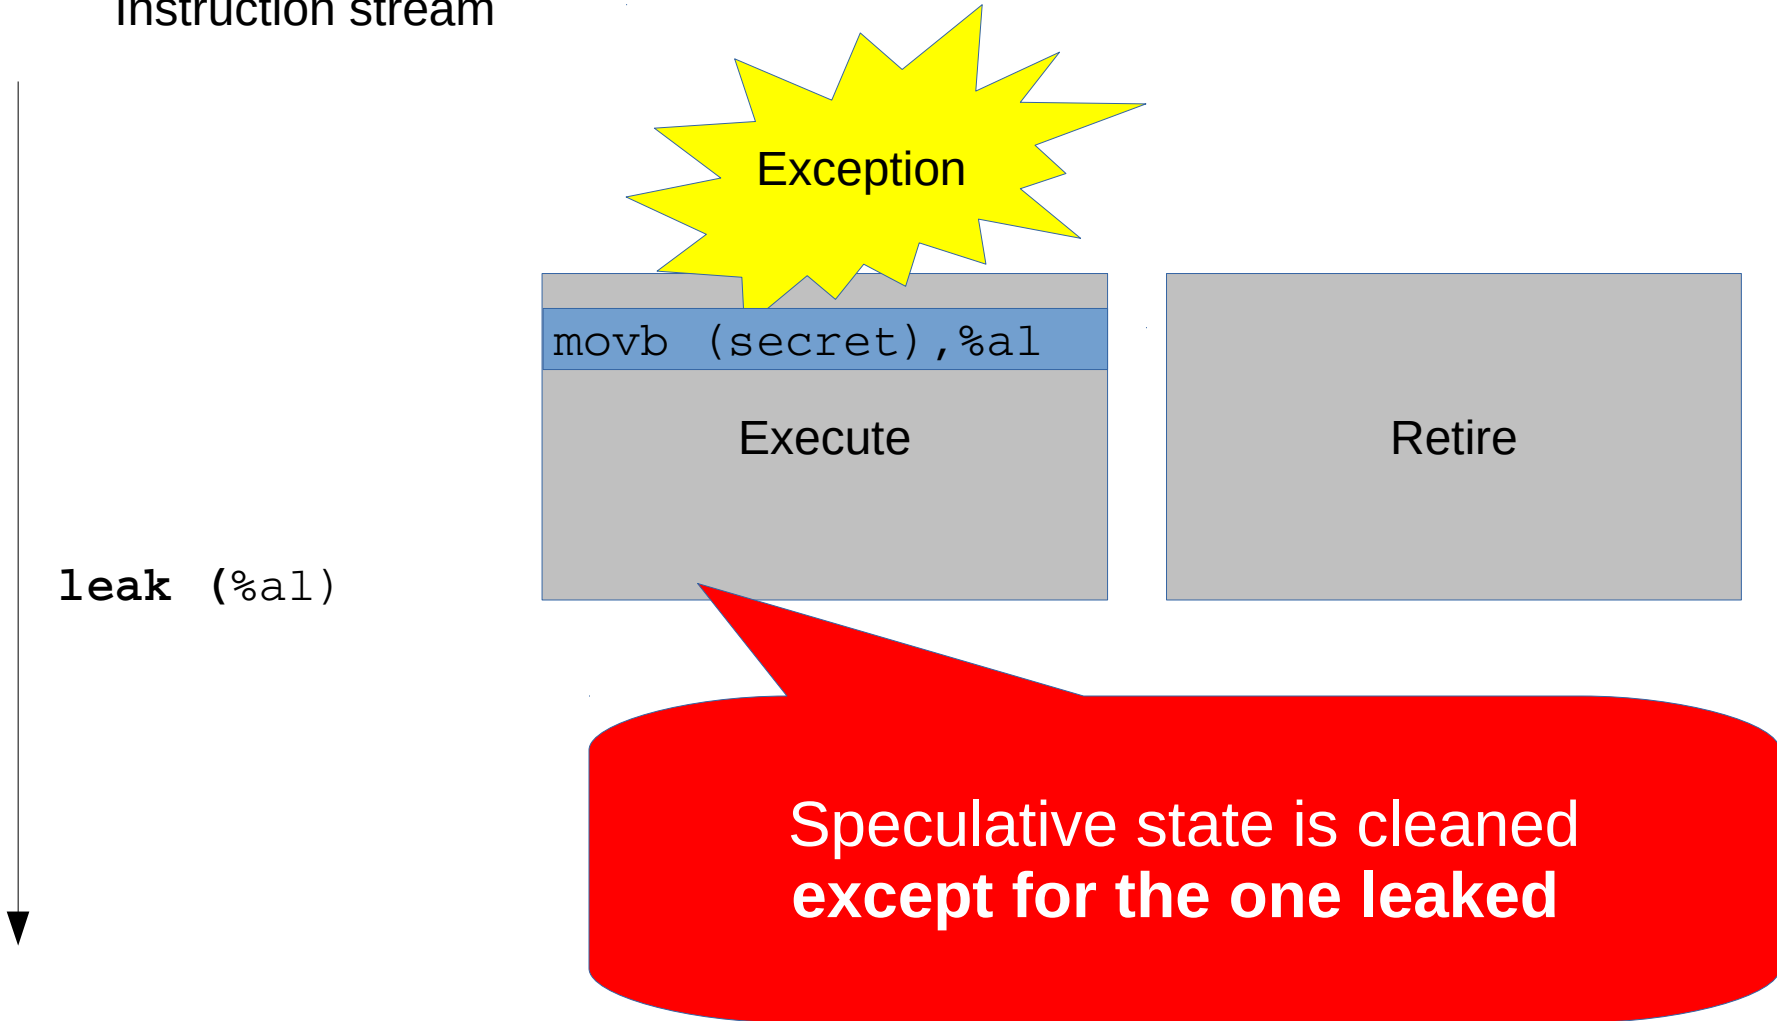 Instruction stream
Exception
movb (secret),%al
Execute
Retire
leak (%al)
Speculative state is cleaned
except for the one leaked